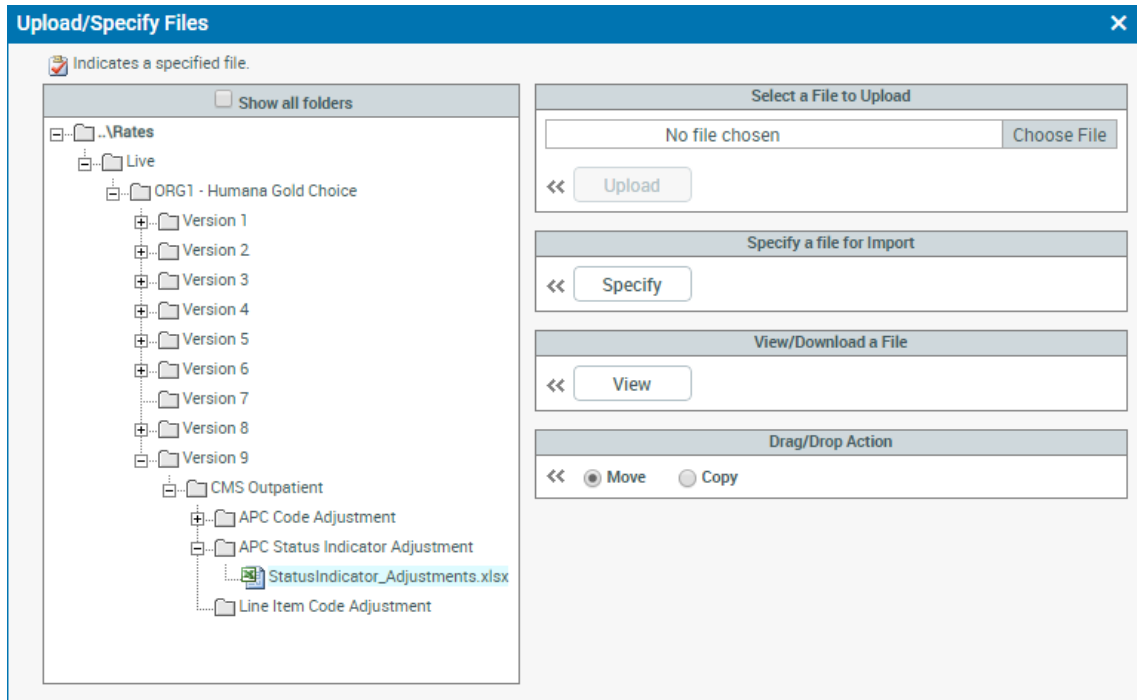 Upload/Specify Files
Indicates a specified file.
Show all folders
..\Rates
Live
ORG1 - Humana Gold Choice
Version 1
Version 2
Version 3
Version 4
Version 5
Version 6
Version 7
Version 8
Version 9
CMS Outpatient
APC Code Adjustment
APC Status Indicator Adjustment
StatusIndicator_Adjustments.xlsx
Line Item Code Adjustment
Select a File to Upload
No file chosen Choose File
Upload
Specify a file for Import
Specify
View/Download a File
View
Drag/Drop Action
Move Copy